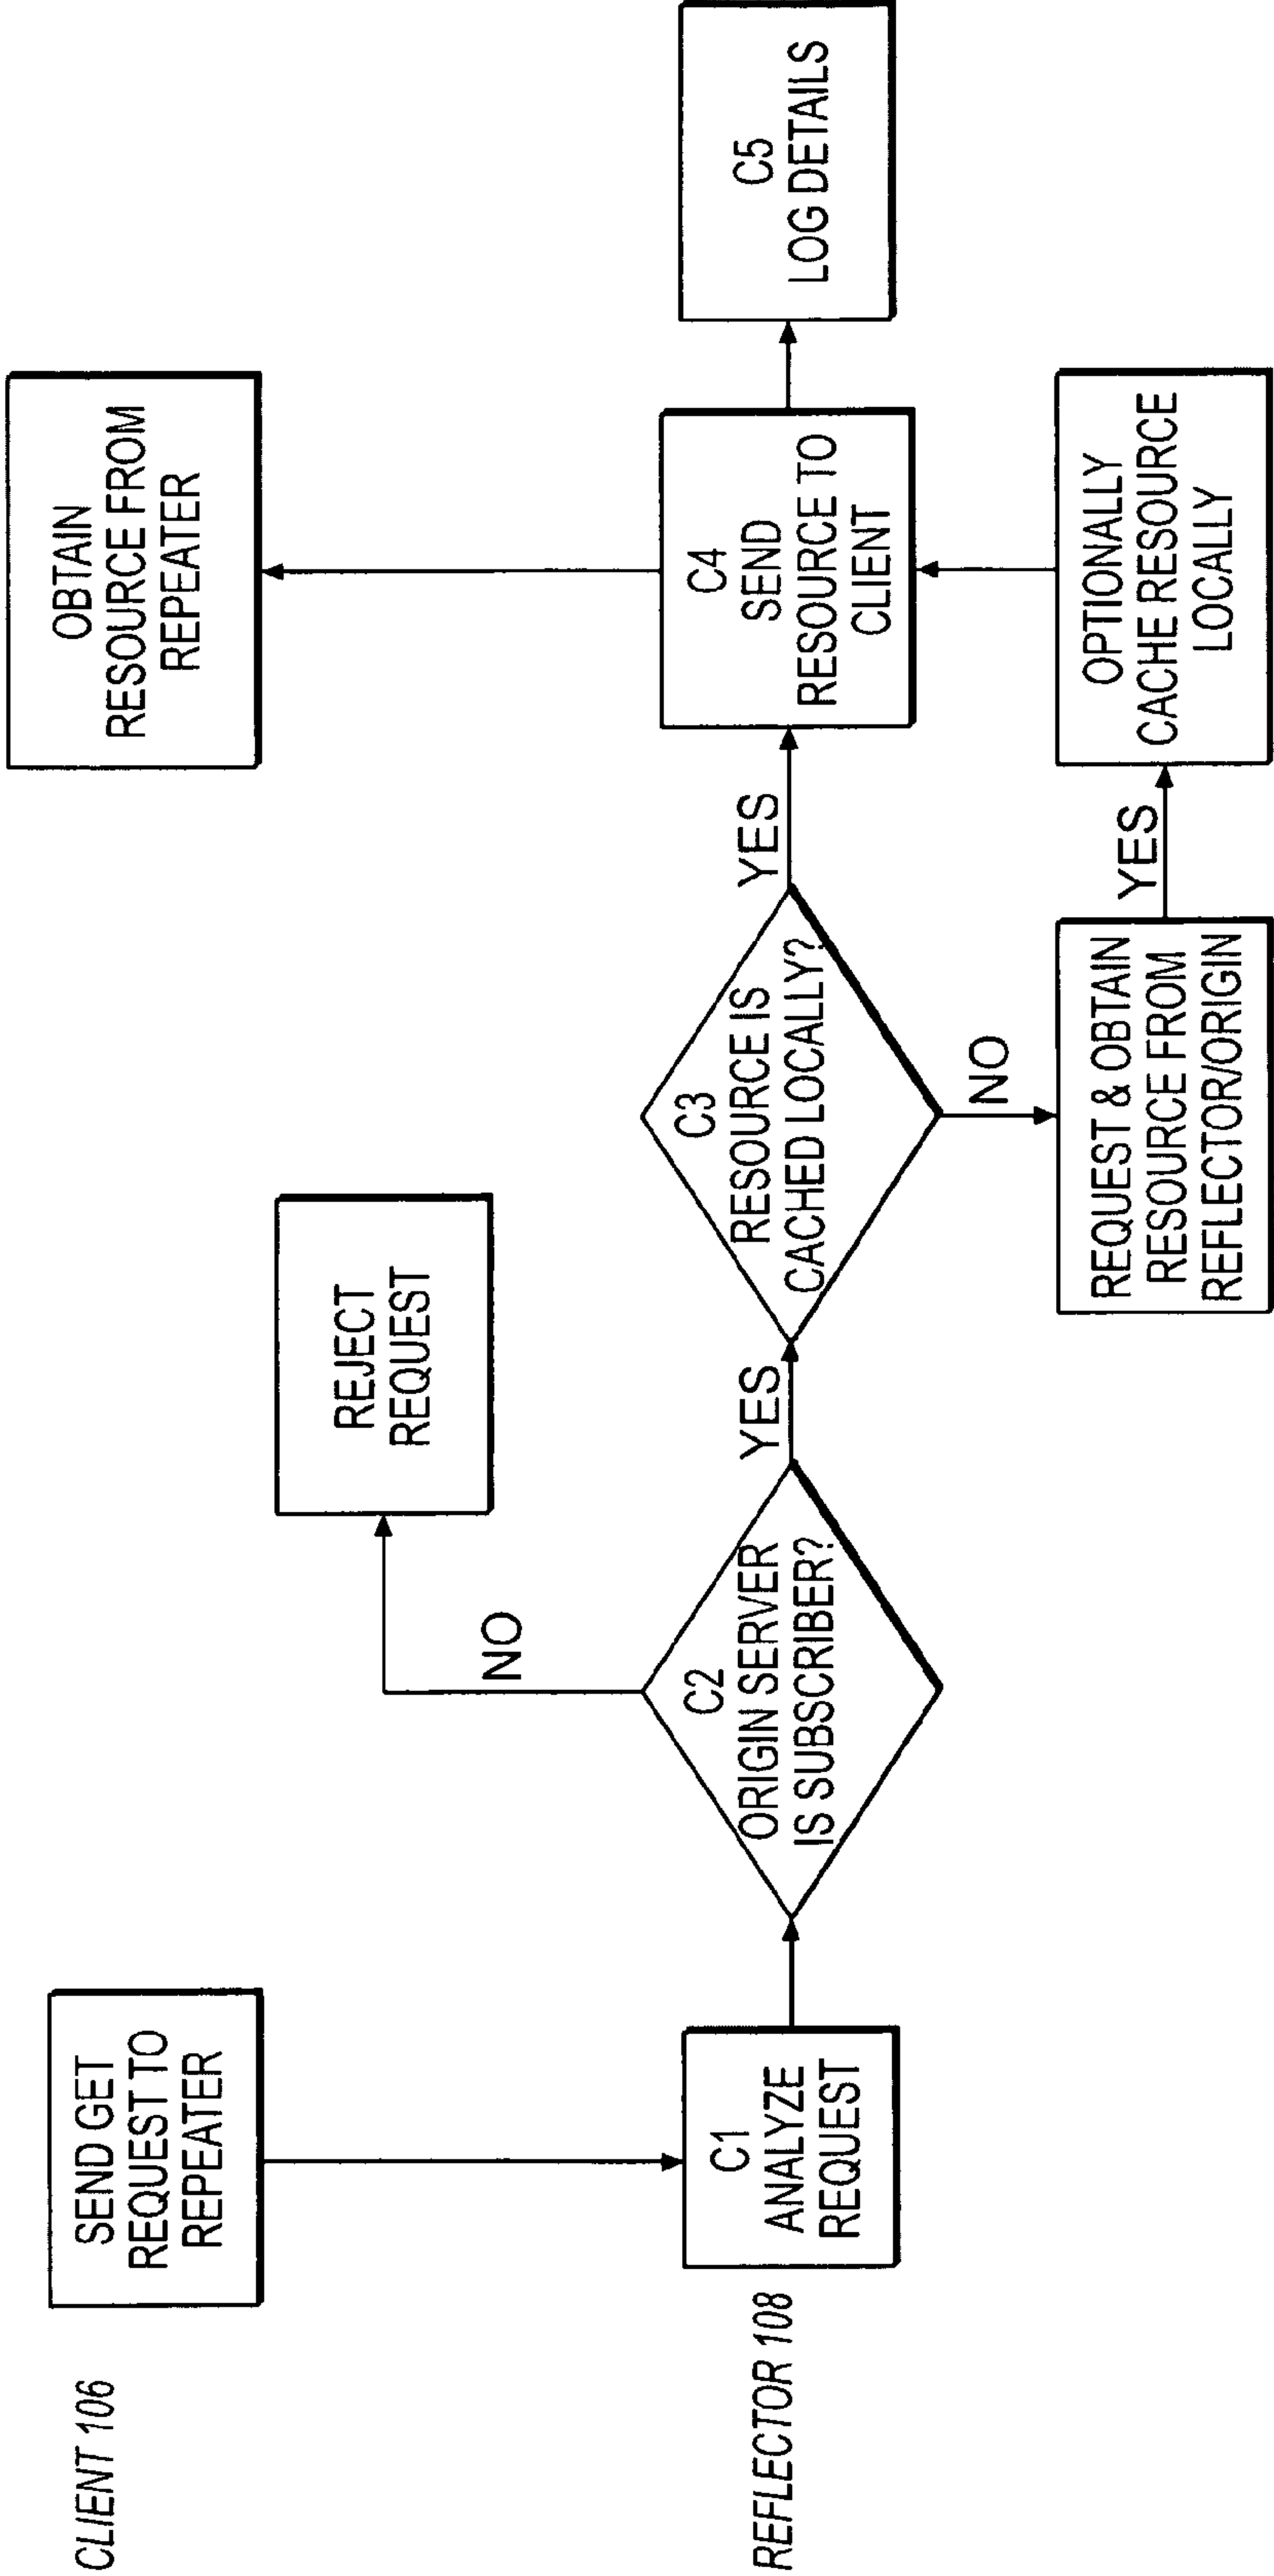 CLIENT 106
SEND GET
REQUEST TO
REPEATER
OBTAIN
RESOURCE FROM
REPEATER
REJECT
REQUEST
NO
REFLECTOR 108
C1
ANALYZE
REQUEST
C2
ORIGIN SERVER
IS SUBSCRIBER?
YES
C3
RESOURCE IS
CACHED LOCALLY?
YES
C4
SEND
RESOURCE TO
CLIENT
C5
LOG DETAILS
NO
REQUEST & OBTAIN
RESOURCE FROM
REFLECTOR/ORIGIN
YES
OPTIONALLY
CACHE RESOURCE
LOCALLY